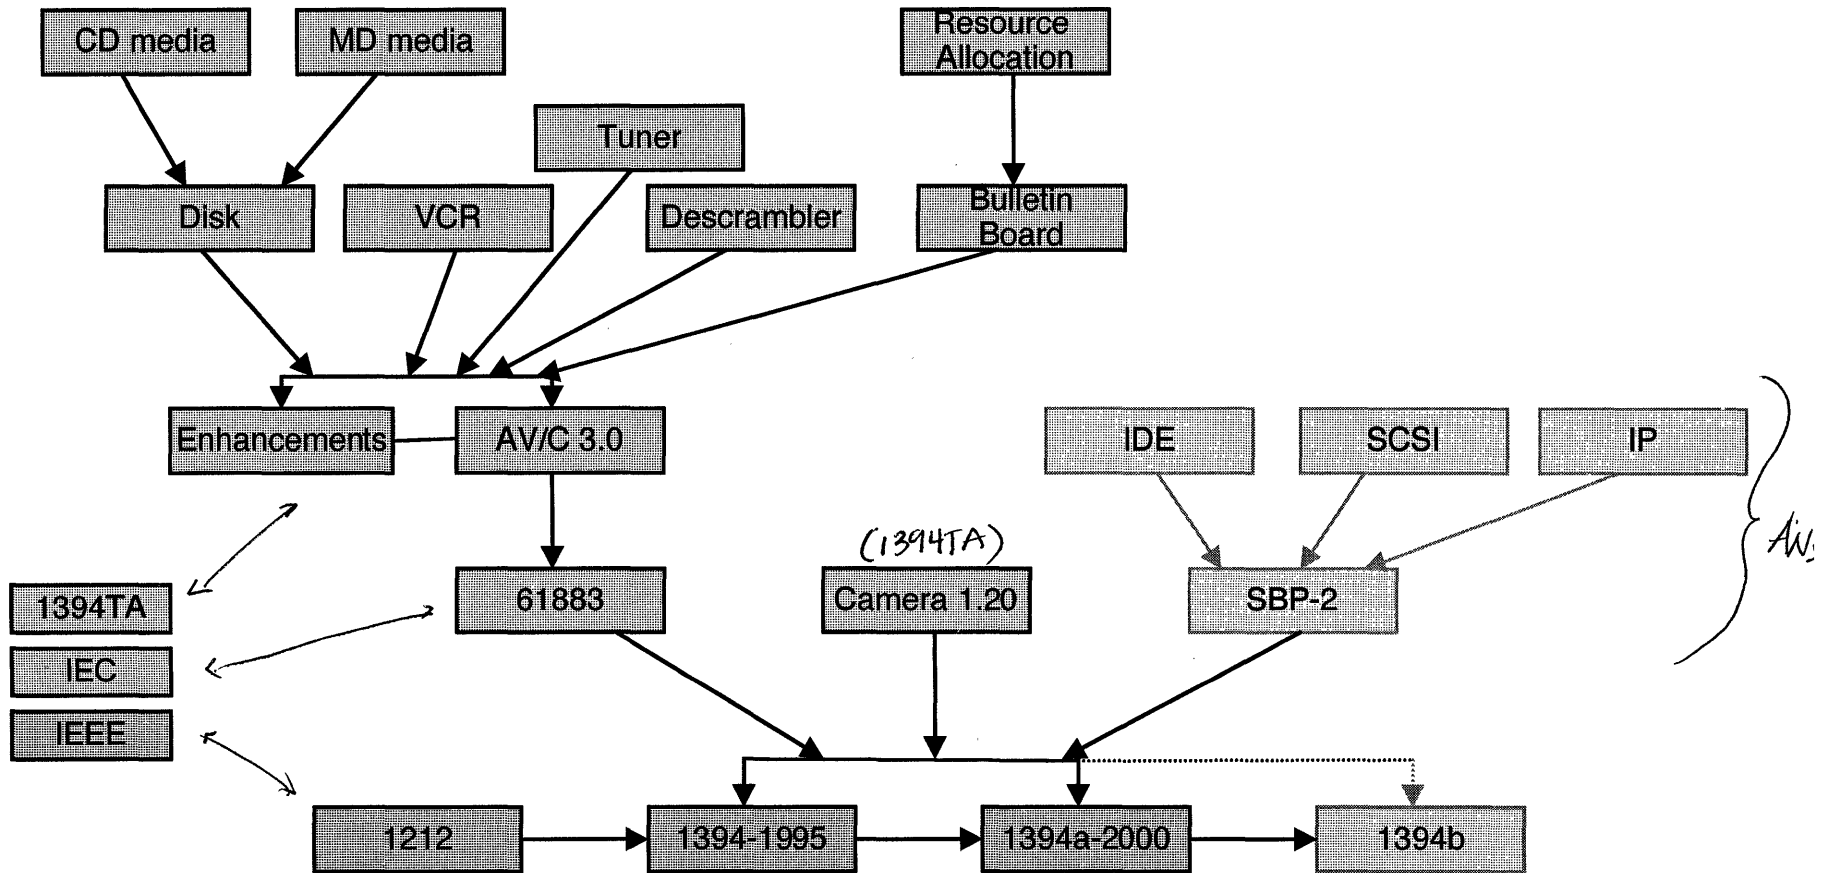 CD media
MD media
Resource
Allocation
Tuner
Disk
VCR
Descrambler
Bulletin
Board
Enhancements
AV/C 3.0
IDE
SCSI
IP
(1394TA)
1394TA
61883
Camera 1.20
SBP-2
IEC
IEEE
1212
1394-1995
1394a-2000
1394b